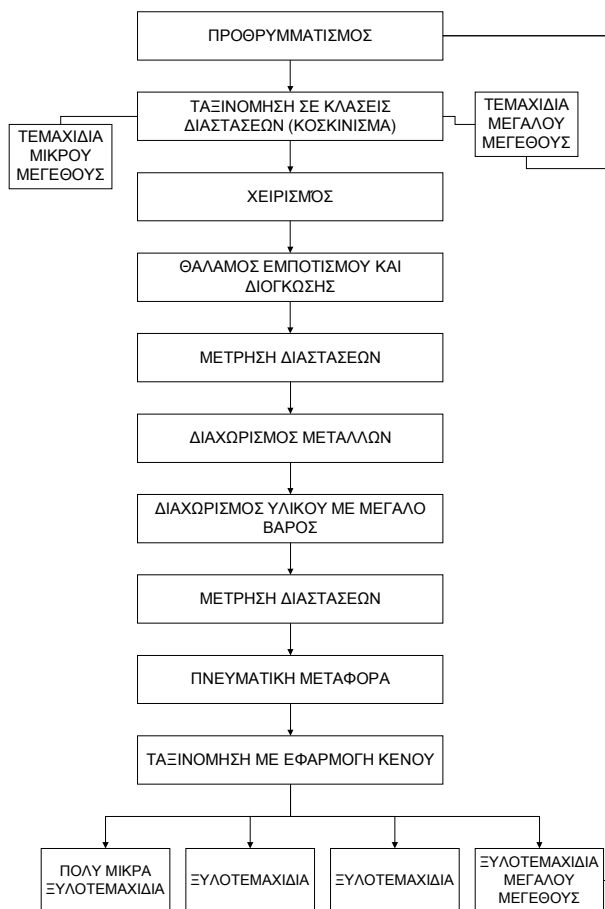 ΠΡΟΘΡΥΜΜΑΤΙΣΜΟΣ
ΤΑΞΙΝΟΜΗΣΗ ΣΕ ΚΛΑΣΕΙΣ
ΔΙΑΣΤΑΣΕΩΝ (ΚΟΣΚΙΝΙΣΜΑ)
ΤΕΜΑΧΙΔΙΑ
ΜΙΚΡΟΥ
ΜΕΓΕΘΟΥΣ
ΤΕΜΑΧΙΔΙΑ
ΜΕΓΑΛΟΥ
ΜΕΓΕΘΟΥΣ
ΧΕΙΡΙΣΜΌΣ
ΘΑΛΑΜΟΣ ΕΜΠΟΤΙΣΜΟΥ ΚΑΙ
ΔΙΟΓΚΩΣΗΣ
ΜΕΤΡΗΣΗ ΔΙΑΣΤΑΣΕΩΝ
ΔΙΑΧΩΡΙΣΜΟΣ ΜΕΤΑΛΛΩΝ
ΔΙΑΧΩΡΙΣΜΟΣ ΥΛΙΚΟΥ ΜΕ ΜΕΓΑΛΟ
ΒΑΡΟΣ
ΜΕΤΡΗΣΗ ΔΙΑΣΤΑΣΕΩΝ
ΠΝΕΥΜΑΤΙΚΗ ΜΕΤΑΦΟΡΑ
ΤΑΞΙΝΟΜΗΣΗ ΜΕ ΕΦΑΡΜΟΓΗ ΚΕΝΟΥ
ΠΟΛΥ ΜΙΚΡΑ
ΞΥΛΟΤΕΜΑΧΙΔΙΑ
ΞΥΛΟΤΕΜΑΧΙΔΙΑ
ΞΥΛΟΤΕΜΑΧΙΔΙΑ
ΞΥΛΟΤΕΜΑΧΙΔΙΑ
ΜΕΓΑΛΟΥ
ΜΕΓΕΘΟΥΣ